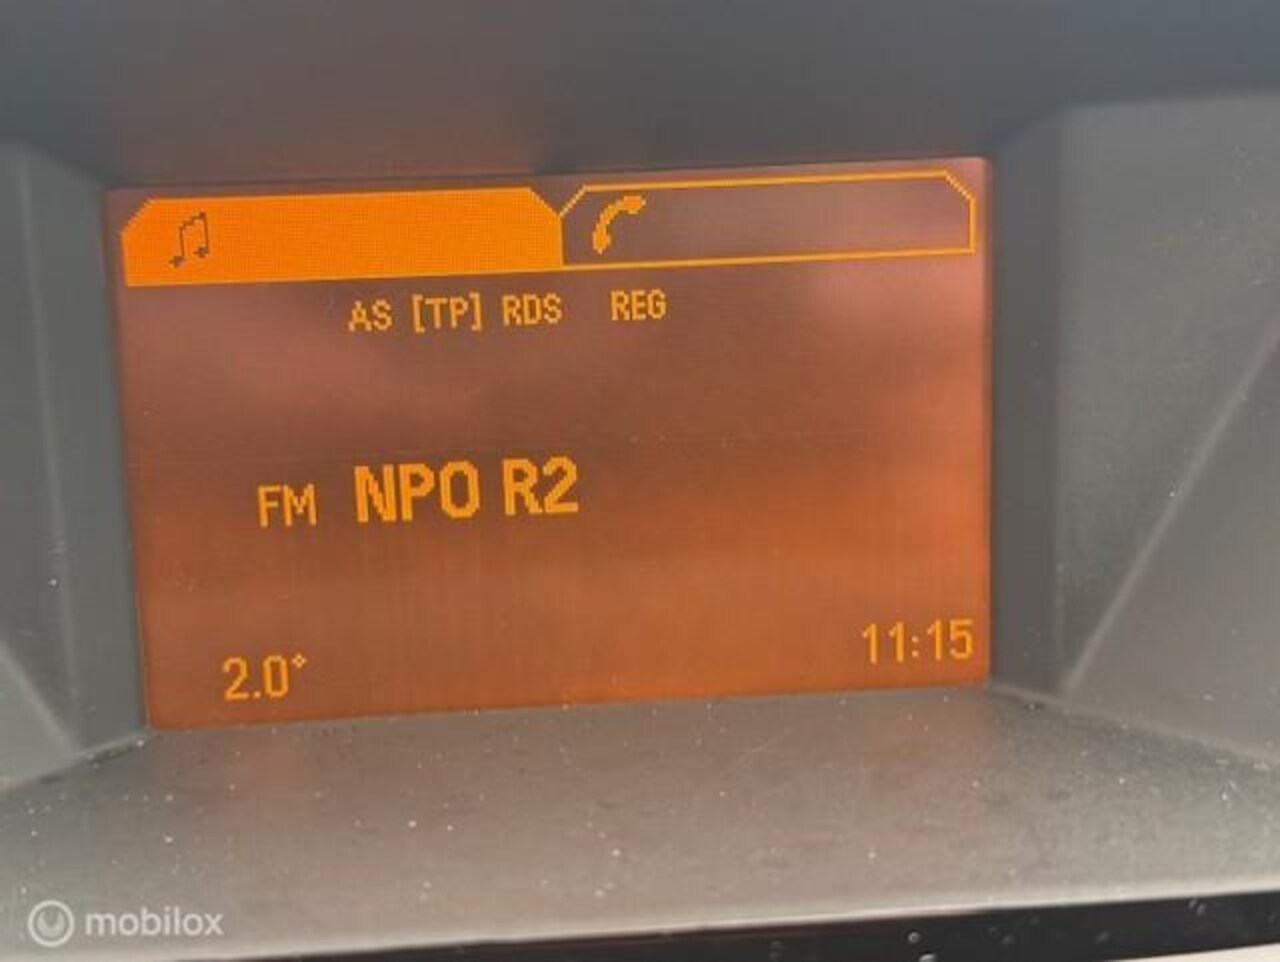 AS [TP] RDS REG
FM NPO R2
2.0° 11:15
mobilox